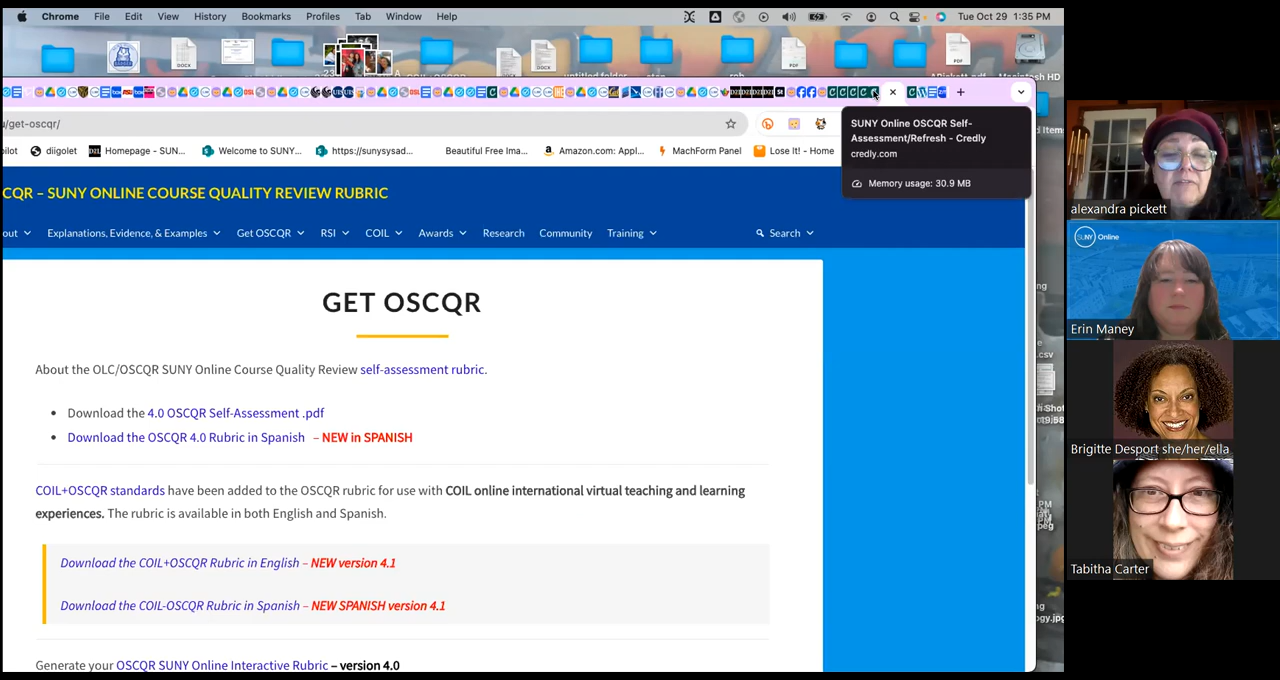 Chrome File Edit View History Bookmarks Profiles Tab Window Help Tue Oct 29 1:35 PM
DOCX
DOCX
PDF
PDF
untitled folder
Macintosh HD
SUNY Online OSCQR Self-
Assessment/Refresh - Credly
credly.com
Memory usage: 30.9 MB
/get-oscqr/
diigolet Homepage - SUN... Welcome to SUNY... https://sunysysad... Beautiful Free Ima... Amazon.com: Appl... MachForm Panel Lose It! - Home
CQR – SUNY ONLINE COURSE QUALITY REVIEW RUBRIC
out Explanations, Evidence, & Examples Get OSCQR RSI COIL Awards Research Community Training Search
GET OSCQR
About the OLC/OSCQR SUNY Online Course Quality Review self-assessment rubric.
• Download the 4.0 OSCQR Self-Assessment .pdf
• Download the OSCQR 4.0 Rubric in Spanish – NEW in SPANISH
COIL+OSCQR standards have been added to the OSCQR rubric for use with COIL online international virtual teaching and learning
experiences. The rubric is available in both English and Spanish.
Download the COIL+OSCQR Rubric in English – NEW version 4.1
Download the COIL-OSCQR Rubric in Spanish – NEW SPANISH version 4.1
Generate your OSCQR SUNY Online Interactive Rubric – version 4.0
alexandra pickett
SUNY Online
Erin Maney
Brigitte Desport she/her/ella
Tabitha Carter